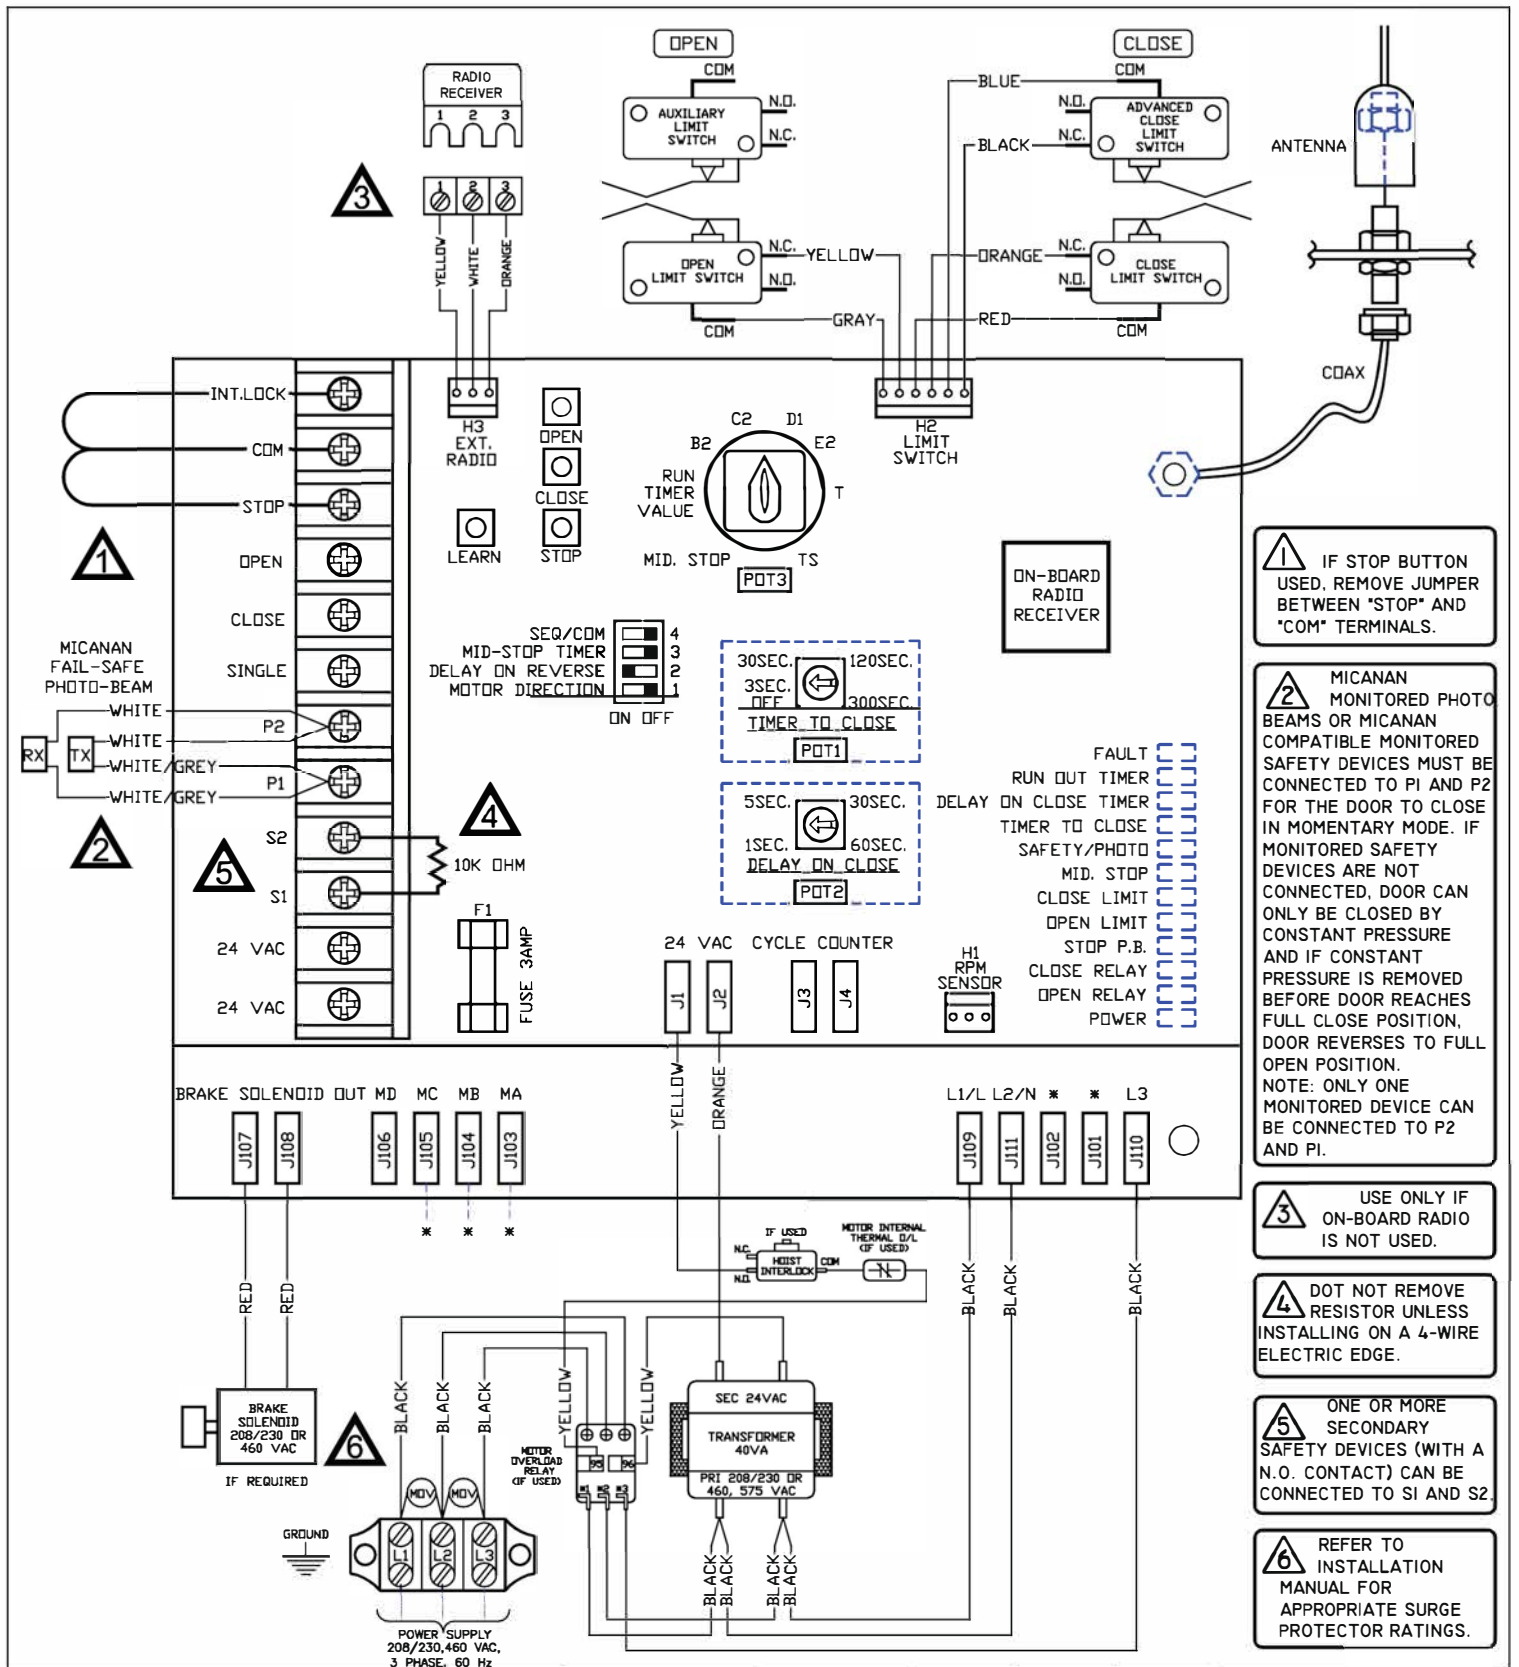 OPEN
CLOSE
RADIO
RECEIVER
1 2 3
1 2 3
3
YELLOW
WHITE
ORANGE
COM
AUXILIARY
LIMIT
SWITCH
N.O.
N.C.
OPEN
LIMIT SWITCH
N.C.
N.O.
COM
YELLOW
GRAY
BLUE
BLACK
ORANGE
RED
COM
N.O.
N.C.
ADVANCED
CLOSE
LIMIT
SWITCH
N.C.
N.O.
CLOSE
LIMIT SWITCH
COM
ANTENNA
COAX
INT.LOCK
COM
STOP
OPEN
CLOSE
SINGLE
P2
P1
S2
S1
24 VAC
24 VAC
1
MICANAN
FAIL-SAFE
PHOTO-BEAM
WHITE
WHITE
WHITE/GREY
WHITE/GREY
RX
TX
2
5
4
10K OHM
H3
EXT.
RADIO
OPEN
CLOSE
STOP
LEARN
H2
LIMIT
SWITCH
B2
C2
D1
E2
T
TS
RUN
TIMER
VALUE
MID. STOP
POT3
ON-BOARD
RADIO
RECEIVER
SEQ/COM 4
MID-STOP TIMER 3
DELAY ON REVERSE 2
MOTOR DIRECTION 1
ON OFF
30SEC. 120SEC.
3SEC.
OFF 300SEC.
TIMER TO CLOSE
POT1
5SEC. 30SEC.
1SEC. 60SEC.
DELAY ON CLOSE
POT2
FAULT
RUN OUT TIMER
DELAY ON CLOSE TIMER
TIMER TO CLOSE
SAFETY/PHOTO
MID. STOP
CLOSE LIMIT
OPEN LIMIT
STOP P.B.
CLOSE RELAY
OPEN RELAY
POWER
F1
FUSE 3AMP
24 VAC
CYCLE COUNTER
J1
J2
J3
J4
H1
RPM
SENSOR
YELLOW
ORANGE
BRAKE SOLENOID OUT MD MC MB MA
J107
J108
J106
J105
J104
J103
* * *
L1/L L2/N * * L3
J109
J111
J102
J101
J110
RED
RED
BLACK
BLACK
BLACK
IF USED
N.C.
N.O.
HOIST
INTERLOCK
COM
MOTOR INTERNAL
THERMAL O/L
(IF USED)
BRAKE
SOLENOID
208/230 OR
460 VAC
IF REQUIRED
6
BLACK
BLACK
BLACK
YELLOW
YELLOW
MOV
MOV
MOTOR
OVERLOAD
RELAY
(IF USED)
95
96
SEC 24VAC
TRANSFORMER
40VA
PRI 208/230 OR
460, 575 VAC
BLACK
BLACK
BLACK
BLACK
GROUND
L1
L2
L3
POWER SUPPLY
208/230,460 VAC,
3 PHASE, 60 Hz
1 IF STOP BUTTON
USED, REMOVE JUMPER
BETWEEN "STOP" AND
"COM" TERMINALS.
2 MICANAN
MONITORED PHOTO
BEAMS OR MICANAN
COMPATIBLE MONITORED
SAFETY DEVICES MUST BE
CONNECTED TO P1 AND P2
FOR THE DOOR TO CLOSE
IN MOMENTARY MODE. IF
MONITORED SAFETY
DEVICES ARE NOT
CONNECTED, DOOR CAN
ONLY BE CLOSED BY
CONSTANT PRESSURE
AND IF CONSTANT
PRESSURE IS REMOVED
BEFORE DOOR REACHES
FULL CLOSE POSITION,
DOOR REVERSES TO FULL
OPEN POSITION.
NOTE: ONLY ONE
MONITORED DEVICE CAN
BE CONNECTED TO P2
AND P1.
3 USE ONLY IF
ON-BOARD RADIO
IS NOT USED.
4 DOT NOT REMOVE
RESISTOR UNLESS
INSTALLING ON A 4-WIRE
ELECTRIC EDGE.
5 ONE OR MORE
SECONDARY
SAFETY DEVICES (WITH A
N.O. CONTACT) CAN BE
CONNECTED TO S1 AND S2.
6 REFER TO
INSTALLATION
MANUAL FOR
APPROPRIATE SURGE
PROTECTOR RATINGS.